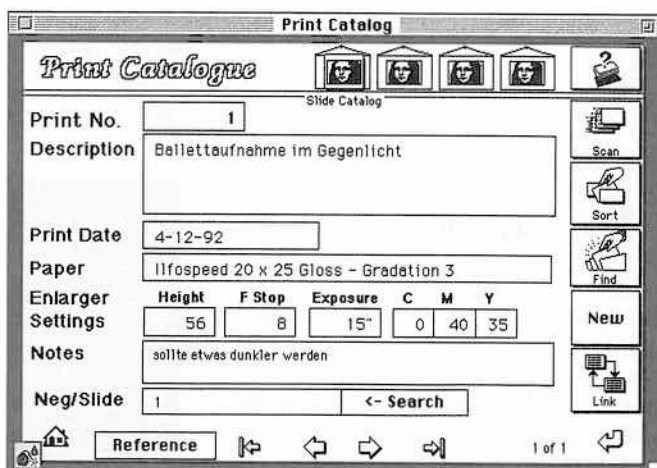 Print Catalog
Print Catalogue
Slide Catalog
Print No. 1
Scan
Description Ballettaufnahme im Gegenlicht
Sort
Print Date 4-12-92
Paper Ilfospeed 20 x 25 Gloss - Gradation 3
Find
Enlarger Settings
Height F Stop Exposure C M Y
56 8 15" 0 40 35
New
Notes sollte etwas dunkler werden
Link
Neg/Slide 1 <- Search
Reference 1 of 1